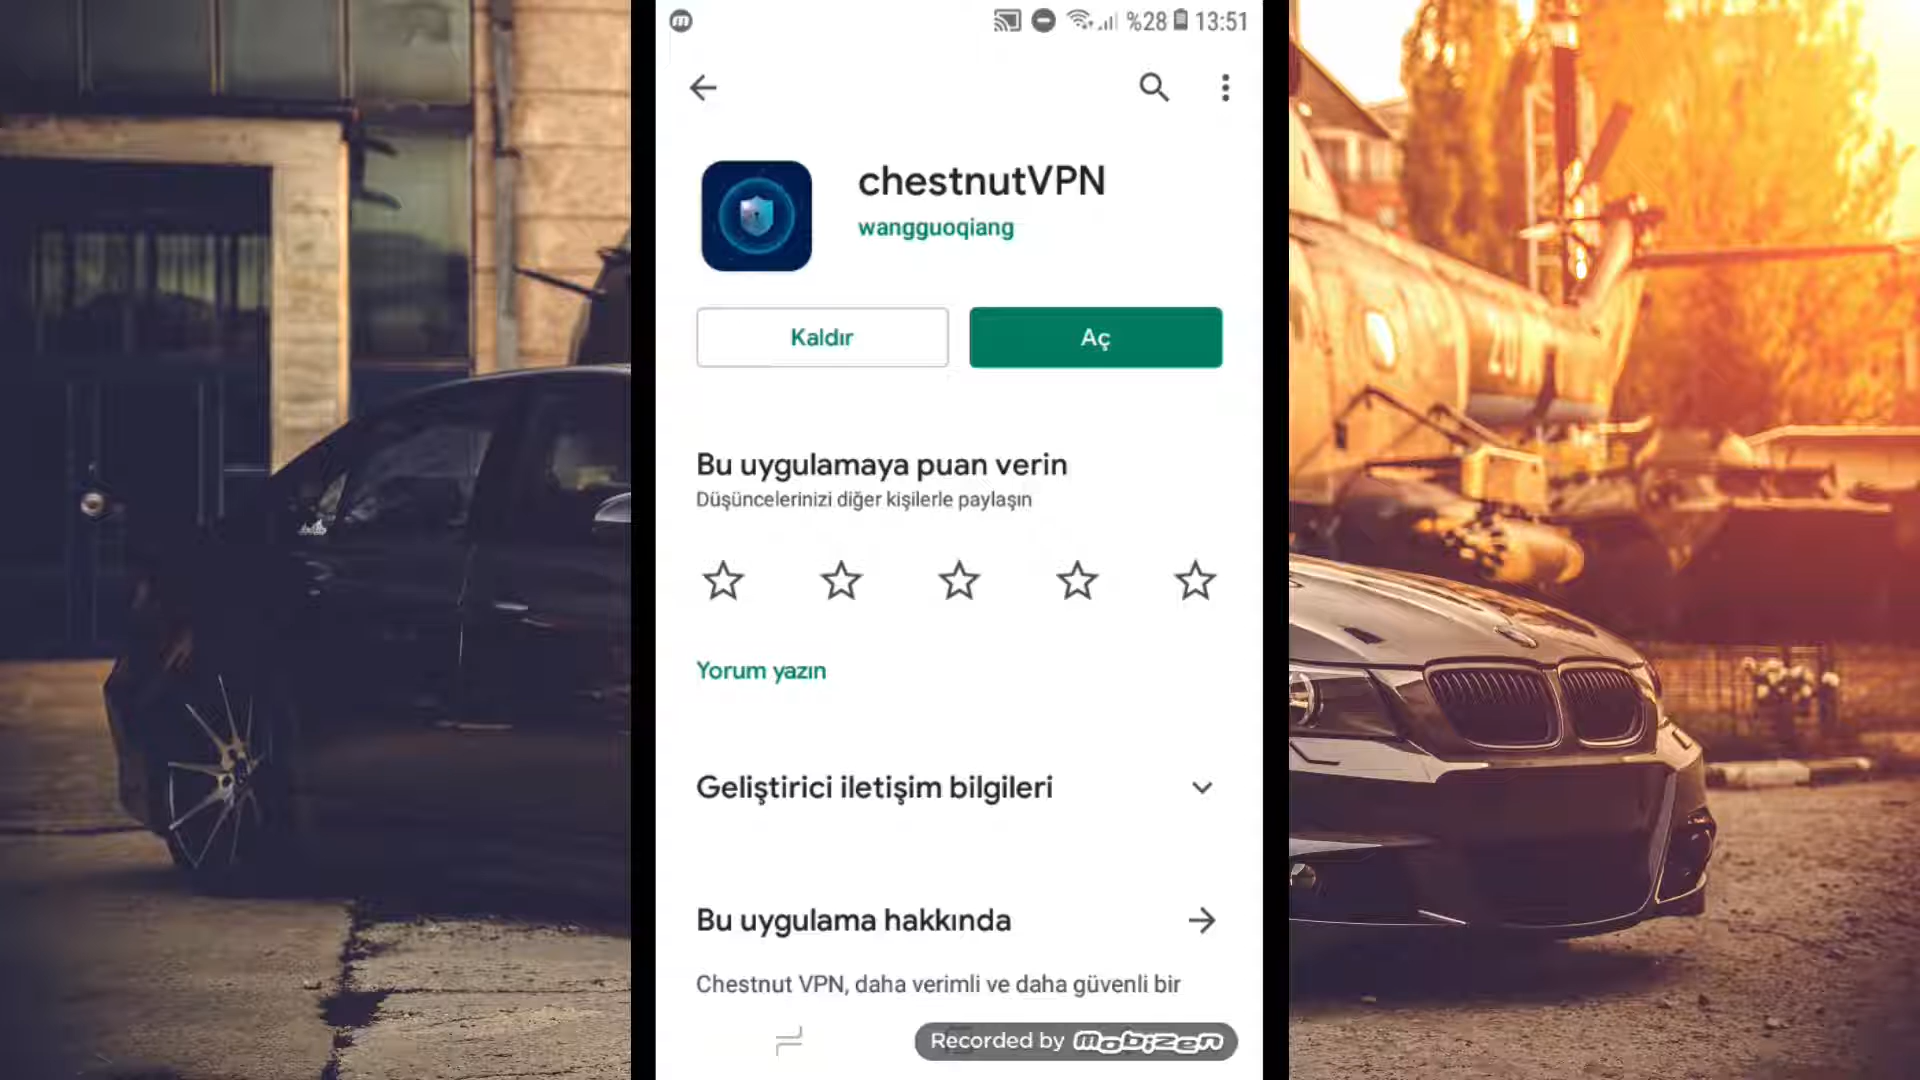 %28 13:51
chestnutVPN
wangguoqiang
Kaldır
Aç
Bu uygulamaya puan verin
Düşüncelerinizi diğer kişilerle paylaşın
Yorum yazın
Geliştirici iletişim bilgileri
Bu uygulama hakkında
Chestnut VPN, daha verimli ve daha güvenli bir
Recorded by mobizen